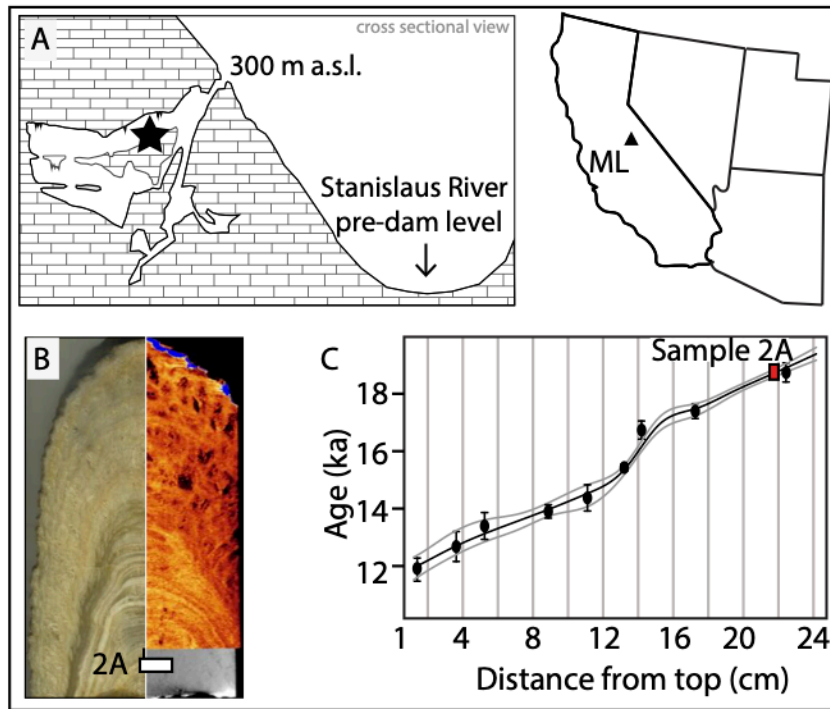 A
cross sectional view
300 m a.s.l.
Stanislaus River
pre-dam level
ML
B
2A
C
Sample 2A
Age (ka)
18
16
14
12
1 4 8 12 16 20 24
Distance from top (cm)